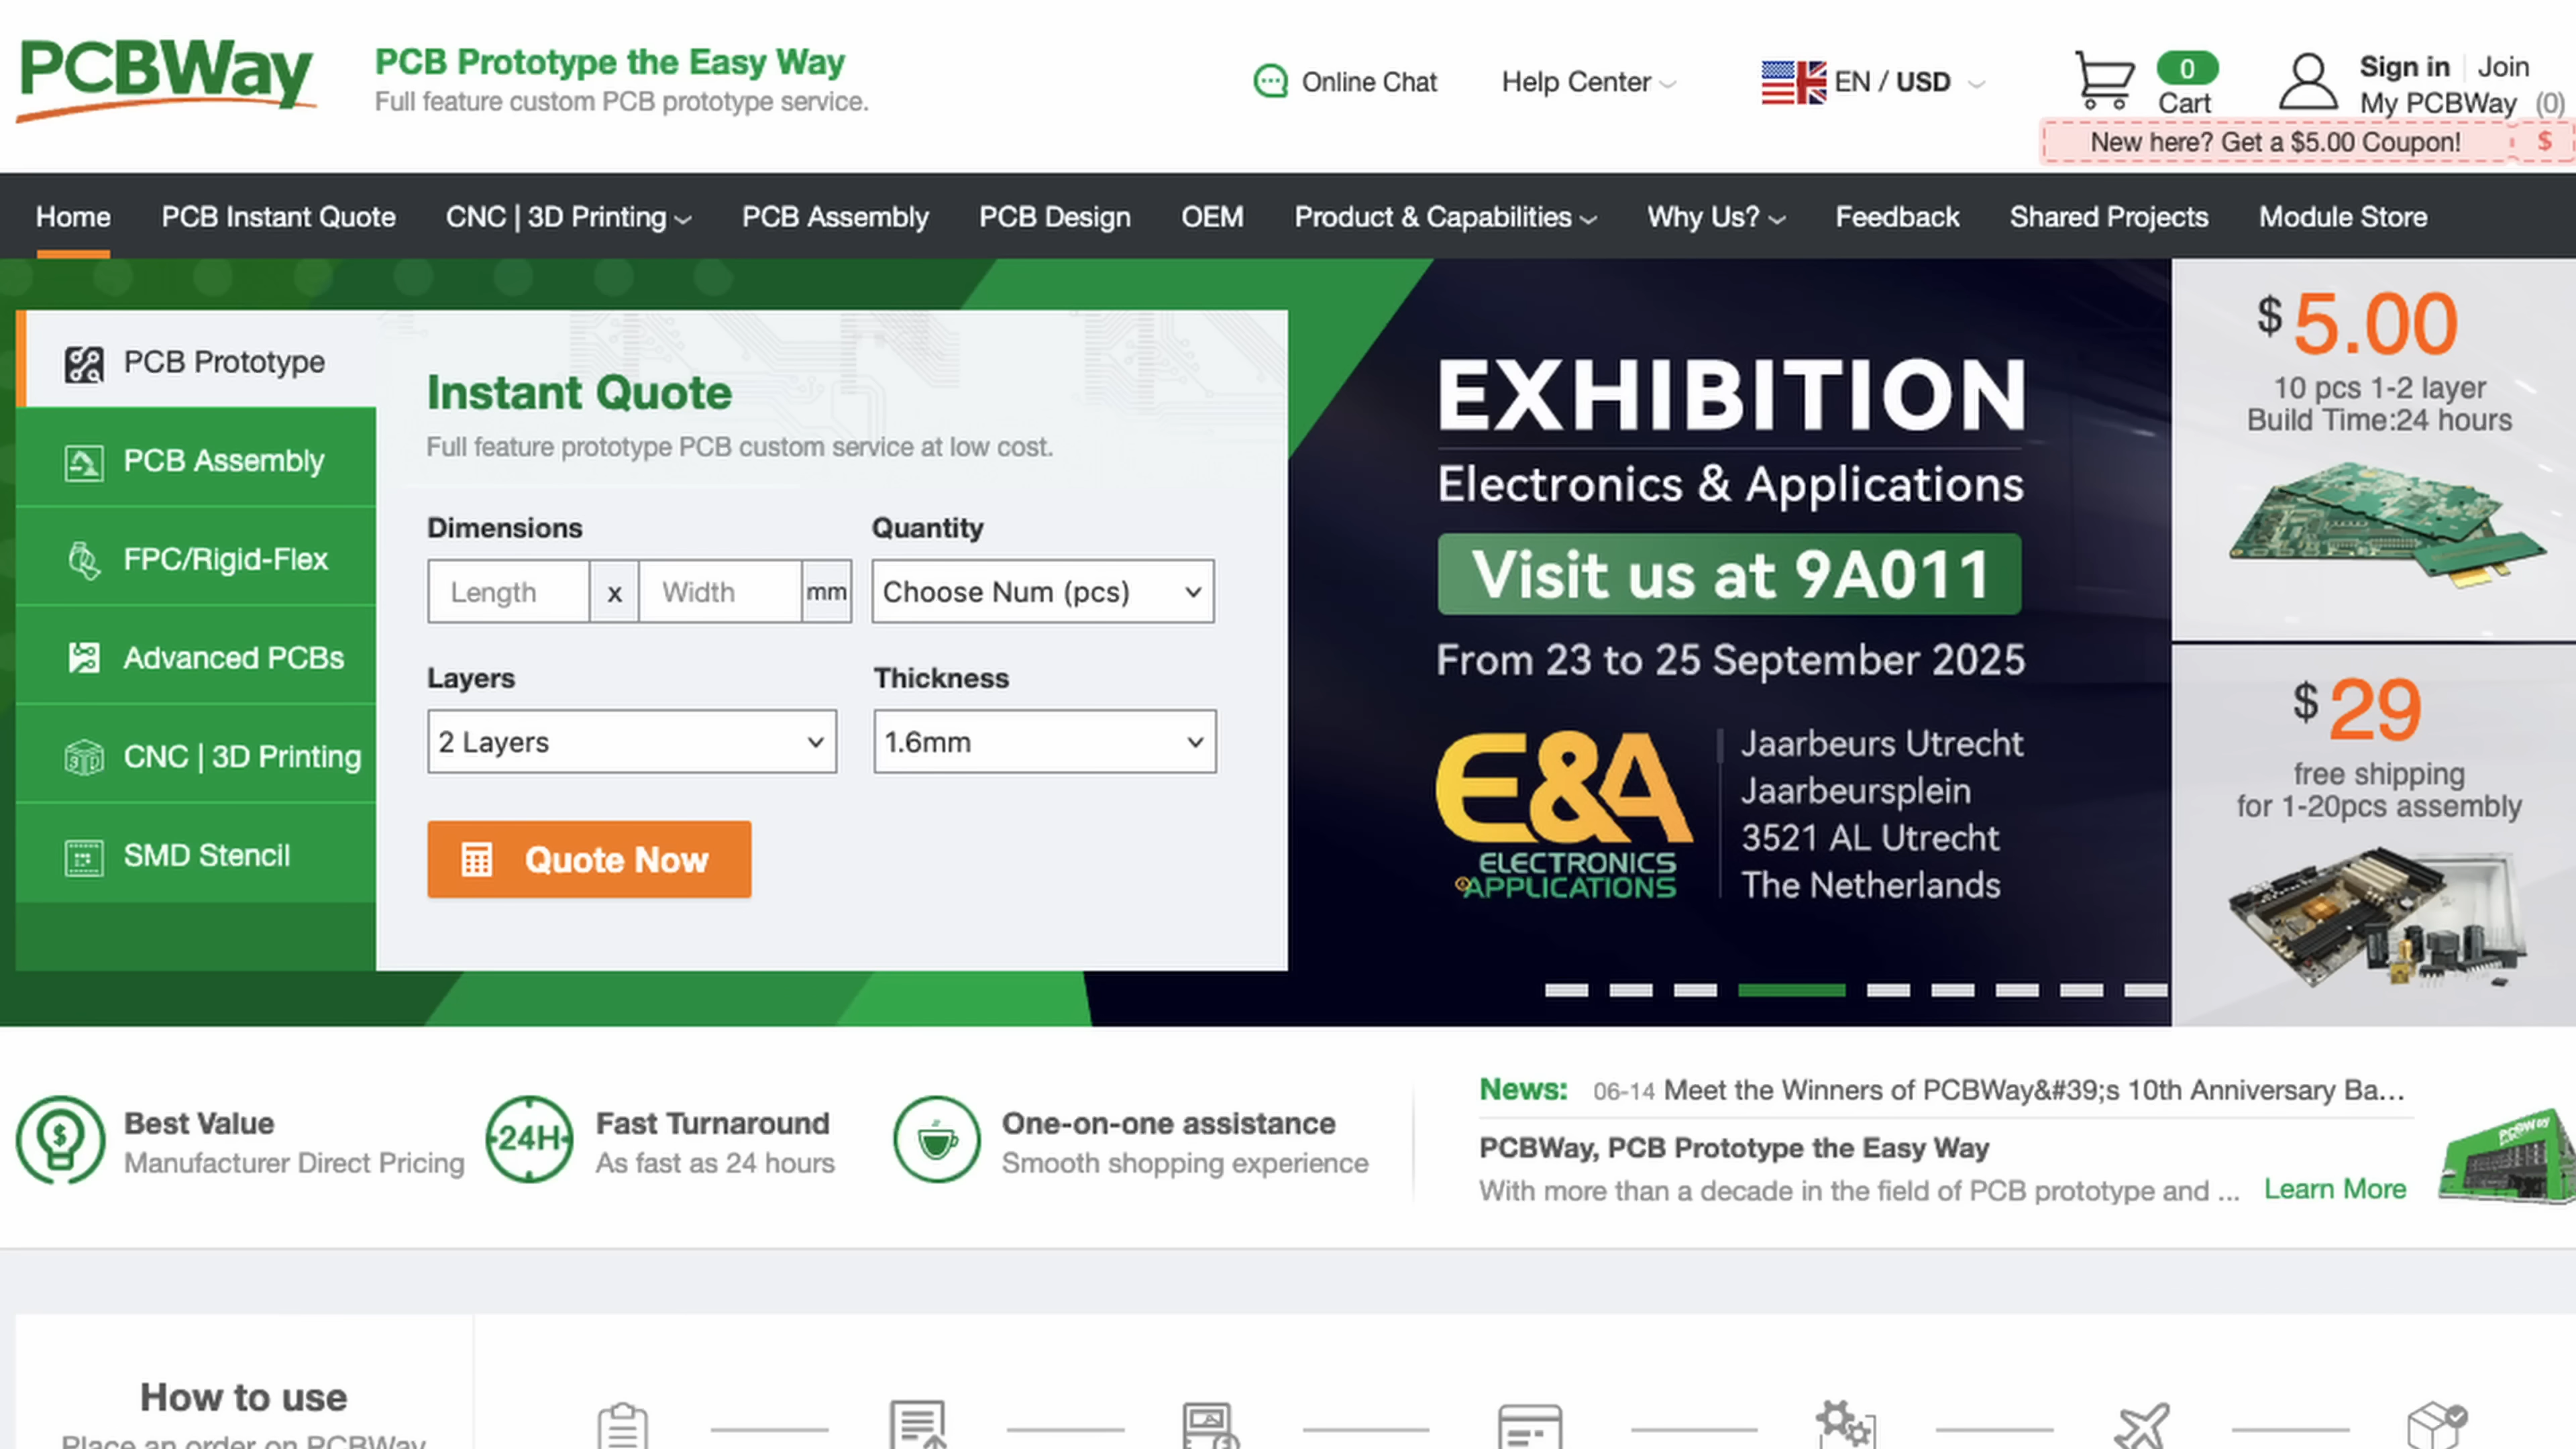 PCBWay
PCB Prototype the Easy Way
Full feature custom PCB prototype service.
Online Chat
Help Center
EN / USD
0
Cart
Sign in
Join
My PCBWay (0)
New here? Get a $5.00 Coupon!
$
Home
PCB Instant Quote
CNC | 3D Printing
PCB Assembly
PCB Design
OEM
Product & Capabilities
Why Us?
Feedback
Shared Projects
Module Store
PCB Prototype
PCB Assembly
FPC/Rigid-Flex
Advanced PCBs
CNC | 3D Printing
SMD Stencil
Instant Quote
Full feature prototype PCB custom service at low cost.
Dimensions
Quantity
Length x Width mm
Choose Num (pcs)
Layers
Thickness
2 Layers
1.6mm
Quote Now
EXHIBITION
Electronics & Applications
Visit us at 9A011
From 23 to 25 September 2025
E&A
ELECTRONICS
&APPLICATIONS
Jaarbeurs Utrecht
Jaarbeursplein
3521 AL Utrecht
The Netherlands
$5.00
10 pcs 1-2 layer
Build Time:24 hours
$29
free shipping
for 1-20pcs assembly
Best Value
Manufacturer Direct Pricing
24H
Fast Turnaround
As fast as 24 hours
One-on-one assistance
Smooth shopping experience
News: 06-14 Meet the Winners of PCBWay&#39;s 10th Anniversary Ba...
PCBWay, PCB Prototype the Easy Way
With more than a decade in the field of PCB prototype and ... Learn More
PCBWay
How to use
Place an order on PCBWay